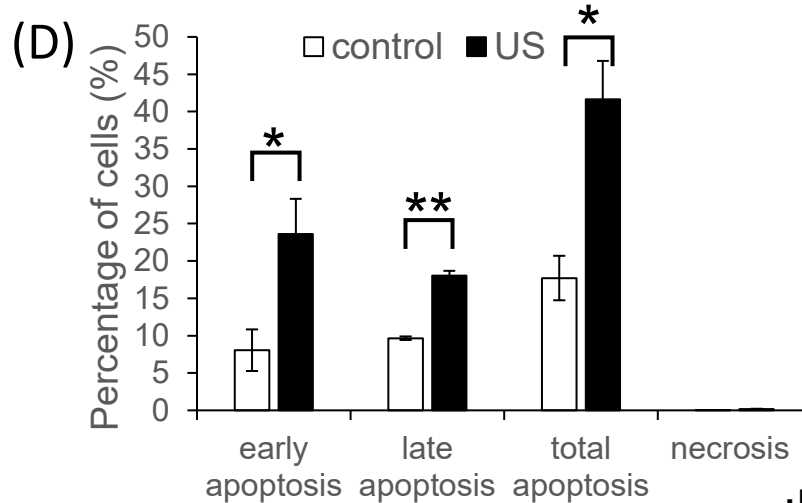 (D)
Percentage of cells (%)
50
45
40
35
30
25
20
15
10
5
0
control US
*
**
*
early apoptosis
late apoptosis
total apoptosis
necrosis